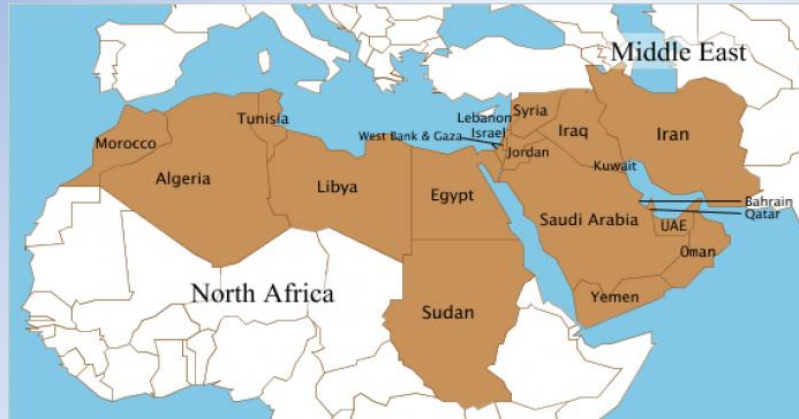 Middle East
Syria
Lebanon
Tunisia
Israel
Iraq
Iran
West Bank & Gaza
Morocco
Jordan
Kuwait
Algeria
Libya
Egypt
Bahrain
Saudi Arabia
Qatar
UAE
Oman
North Africa
Yemen
Sudan